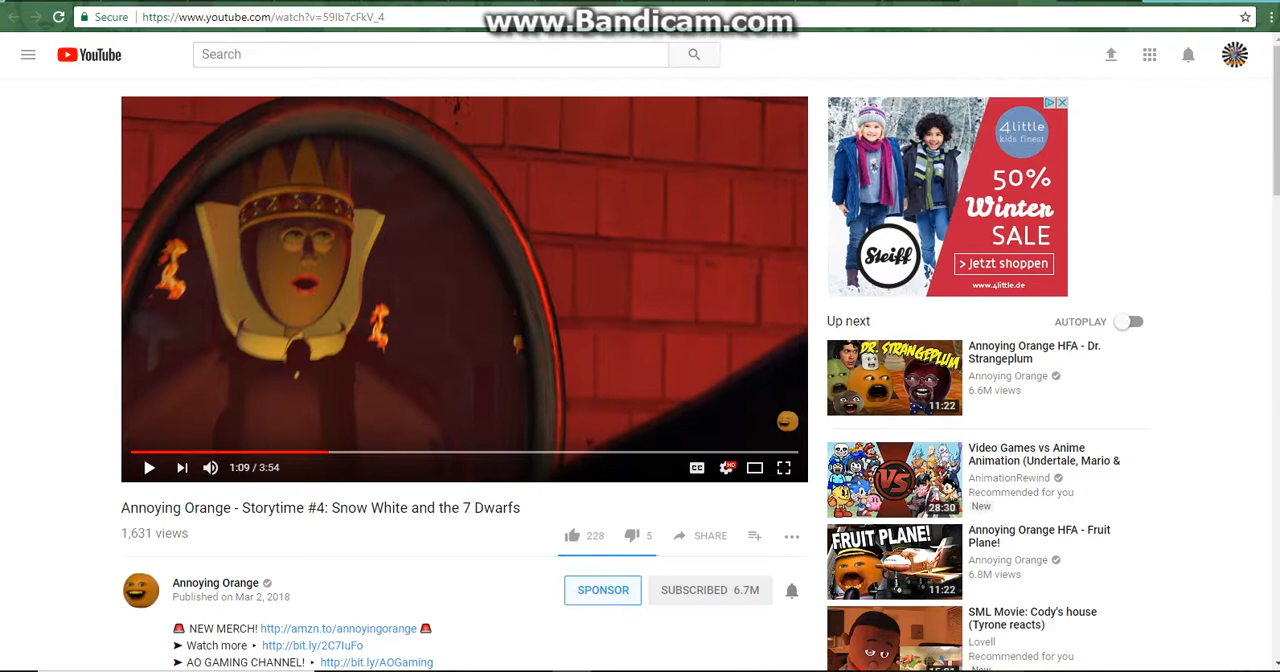 Secure
https://www.youtube.com/watch?v=59Ib7cFkV_4
www.Bandicam.com
YouTube
Search
4little
kids finest
50%
Winter
SALE
> Jetzt shoppen
www.4little.de
Steiff
1:09 / 3:54
CC
HD
Annoying Orange - Storytime #4: Snow White and the 7 Dwarfs
1,631 views
228
5
SHARE
Annoying Orange
Published on Mar 2, 2018
SPONSOR
SUBSCRIBED 6.7M
NEW MERCH! http://amzn.to/annoyingorange
➤ Watch more ‣ http://bit.ly/2C7IuFo
➤ AO GAMING CHANNEL! ‣ http://bit.ly/AOGaming
Up next
AUTOPLAY
DR. STRANGEPLUM
11:22
Annoying Orange HFA - Dr.
Strangeplum
Annoying Orange
6.6M views
VS
28:30
Video Games vs Anime
Animation (Undertale, Mario &
AnimationRewind
Recommended for you
New
FRUIT PLANE!
11:22
Annoying Orange HFA - Fruit
Plane!
Annoying Orange
6.8M views
SML Movie: Cody's house
(Tyrone reacts)
Lovell
Recommended for you
New